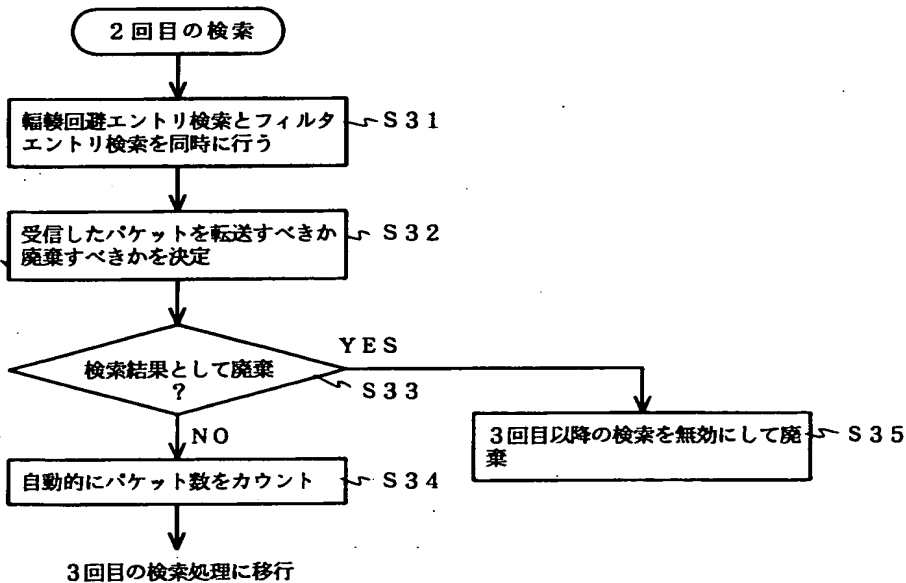 2回目の検索
輻輳回避エントリ検索とフィルタ
エントリ検索を同時に行う
S31
受信したパケットを転送すべきか
廃棄すべきかを決定
S32
検索結果として廃棄
?
S33
YES
NO
3回目以降の検索を無効にして廃
棄
S35
自動的にパケット数をカウント
S34
3回目の検索処理に移行